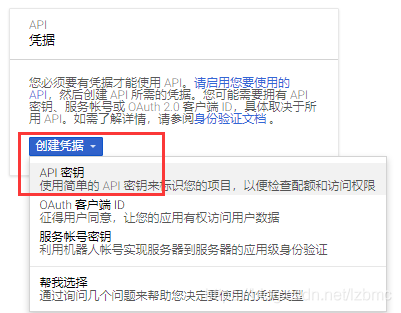 API
凭据
您必须要有凭据才能使用 API。请启用您要使用的
API，然后创建 API 所需的凭据。您可能需要拥有 API
密钥、服务帐号或 OAuth 2.0 客户端 ID，具体取决于所
用 API。如需了解详情，请参阅身份验证文档 。
创建凭据
API 密钥
使用简单的 API 密钥来标识您的项目，以便检查配额和访问权限
OAuth 客户端 ID
征得用户同意，让您的应用有权访问用户数据
服务帐号密钥
利用机器人帐号实现服务器到服务器的应用级身份验证
帮我选择
通过询问几个问题来帮助您决定要使用的凭据类型